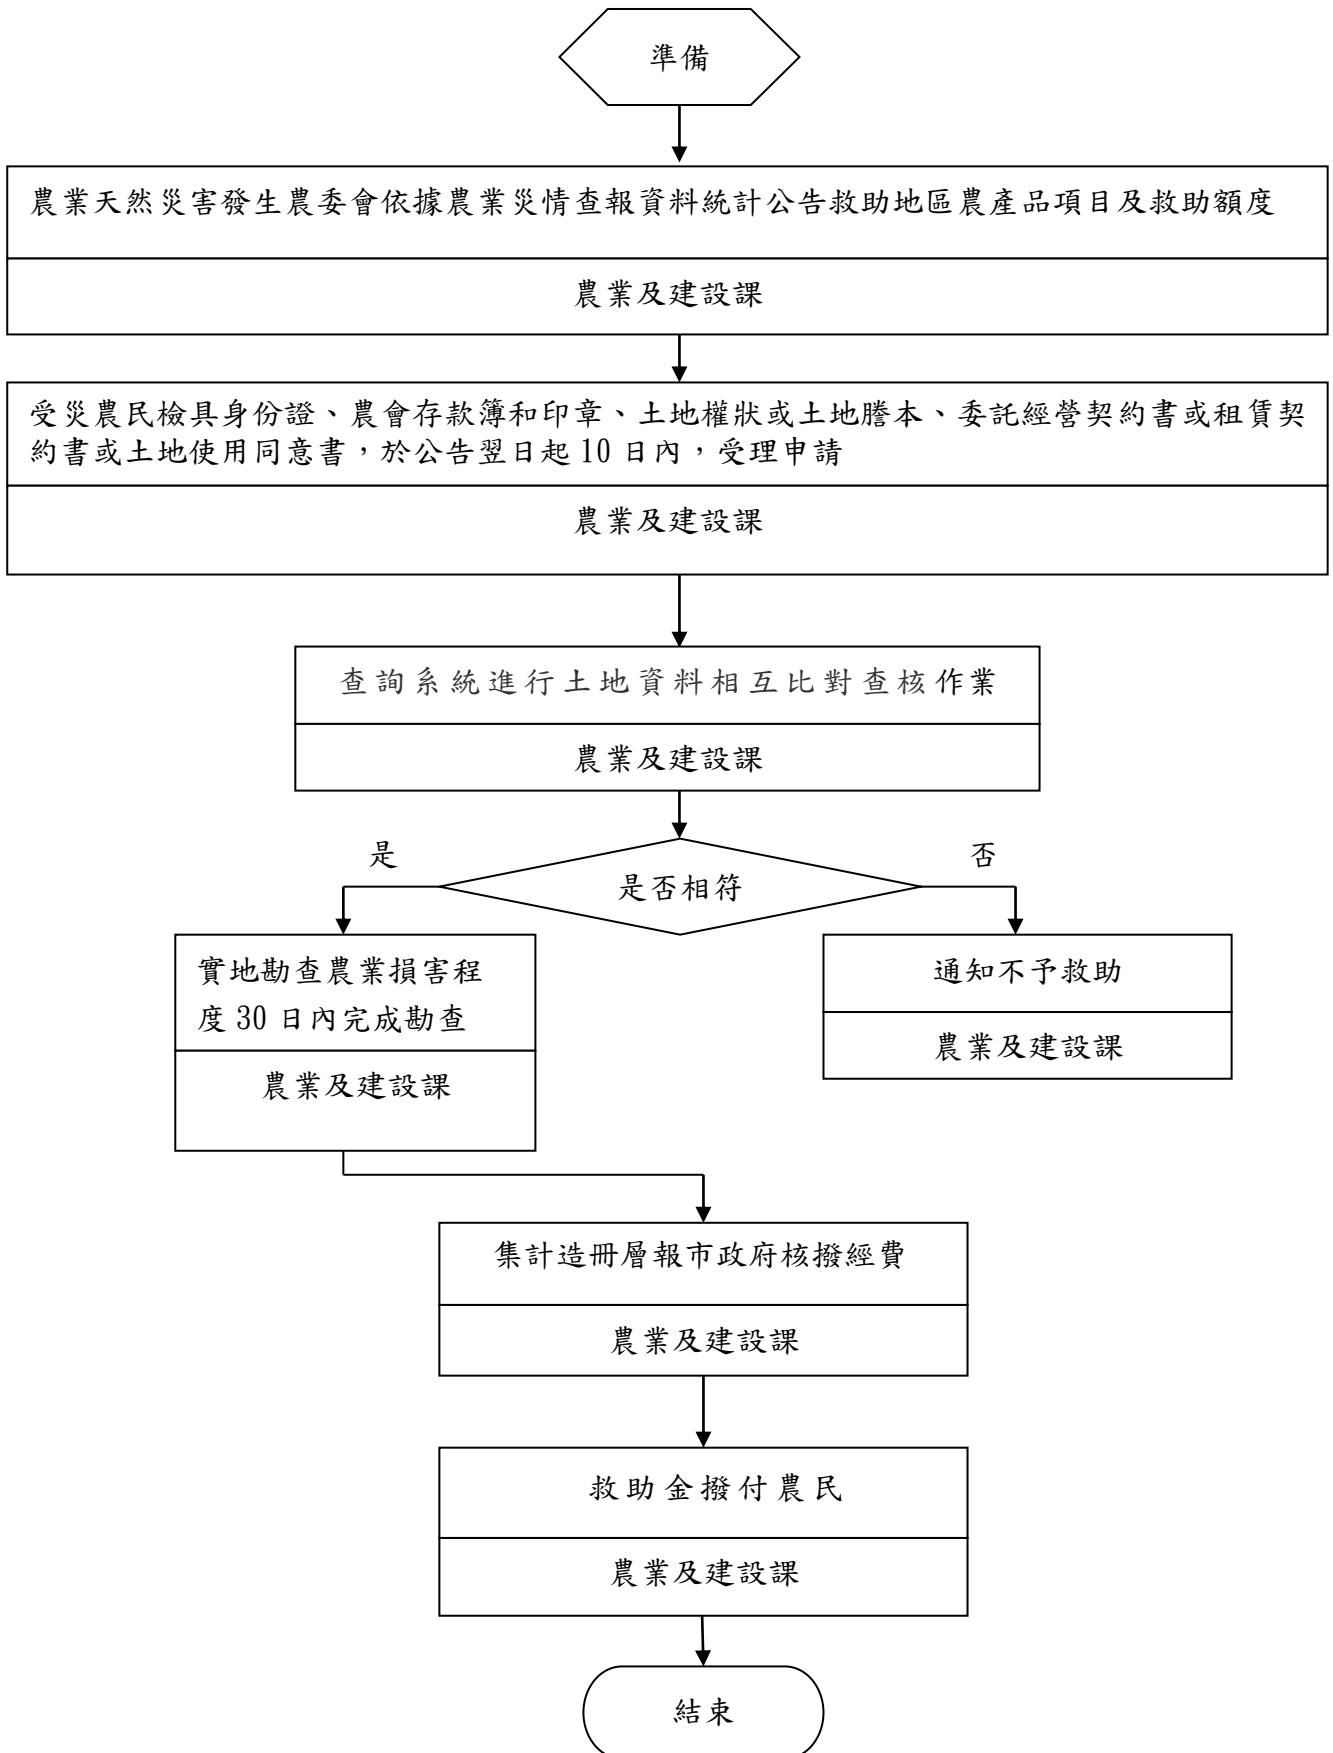 準備
農業天然災害發生農委會依據農業災情查報資料統計公告救助地區農產品項目及救助額度
農業及建設課
受災農民檢具身份證、農會存款簿和印章、土地權狀或土地謄本、委託經營契約書或租賃契
約書或土地使用同意書，於公告翌日起 10 日內，受理申請
農業及建設課
查詢系統進行土地資料相互比對查核作業
農業及建設課
是
否
是否相符
實地勘查農業損害程
度 30 日內完成勘查
農業及建設課
通知不予救助
農業及建設課
集計造冊層報市政府核撥經費
農業及建設課
救助金撥付農民
農業及建設課
結束